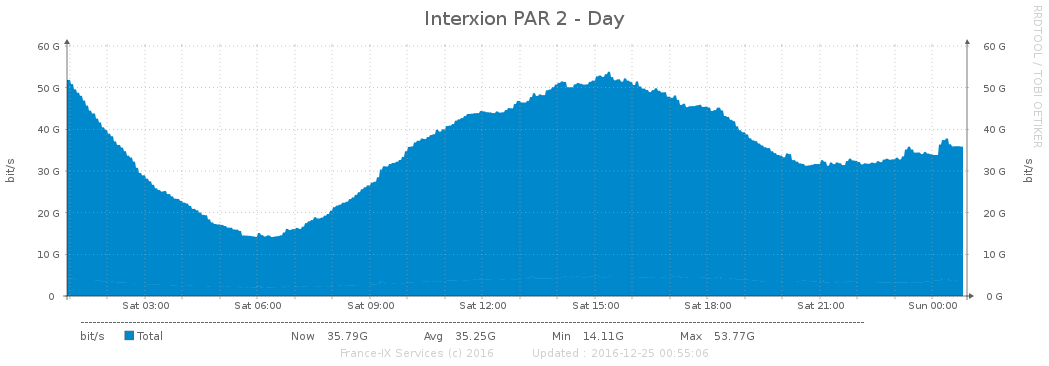 Interxion PAR 2 - Day
RRDTOOL / TOBI OETIKER
60 G 60 G
50 G 50 G
40 G 40 G
30 G 30 G
20 G 20 G
10 G 10 G
0 0 G
bit/s
bit/s
Sat 03:00 Sat 06:00 Sat 09:00 Sat 12:00 Sat 15:00 Sat 18:00 Sat 21:00 Sun 00:00
bit/s Total Now 35.79G Avg 35.25G Min 14.11G Max 53.77G
France-IX Services (c) 2016 Updated : 2016-12-25 00:55:06